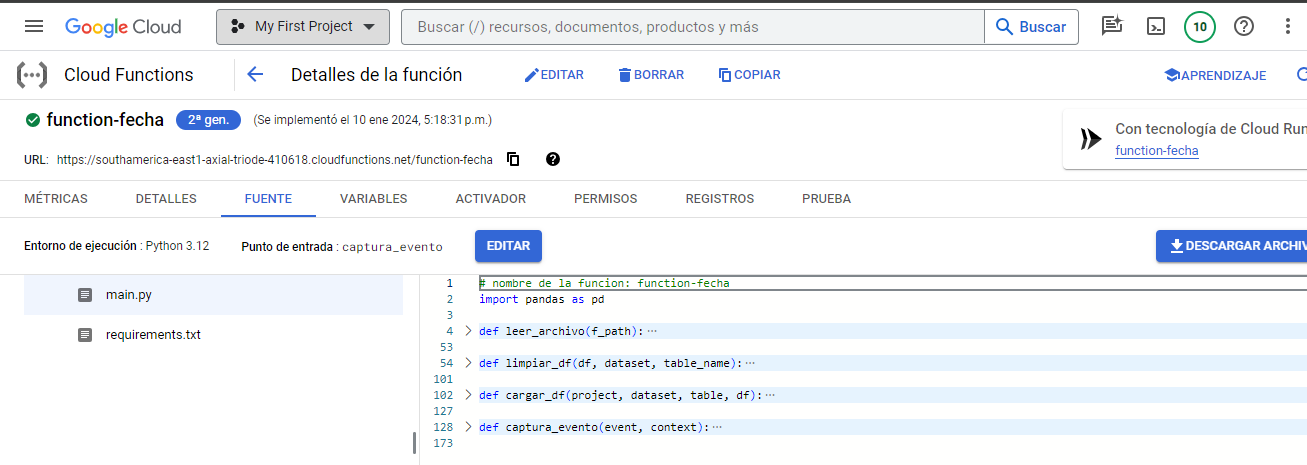 Google Cloud My First Project Buscar (/) recursos, documentos, productos y más Buscar 10
Cloud Functions Detalles de la función EDITAR BORRAR COPIAR APRENDIZAJE
function-fecha 2ª gen. (Se implementó el 10 ene 2024, 5:18:31 p.m.)
Con tecnología de Cloud Run
function-fecha
URL: https://southamerica-east1-axial-triode-410618.cloudfunctions.net/function-fecha
MÉTRICAS DETALLES FUENTE VARIABLES ACTIVADOR PERMISOS REGISTROS PRUEBA
Entorno de ejecución : Python 3.12 Punto de entrada : captura_evento EDITAR DESCARGAR ARCHIV
main.py
requirements.txt
1 # nombre de la funcion: function-fecha
2 import pandas as pd
3
4 def leer_archivo(f_path):···
53
54 def limpiar_df(df, dataset, table_name):···
101
102 def cargar_df(project, dataset, table, df):···
127
128 def captura_evento(event, context):···
173